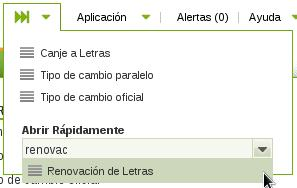 Aplicación Alertas (0) Ayuda
Canje a Letras
Tipo de cambio paralelo
Tipo de cambio oficial
Abrir Rápidamente
renovac
Renovación de Letras